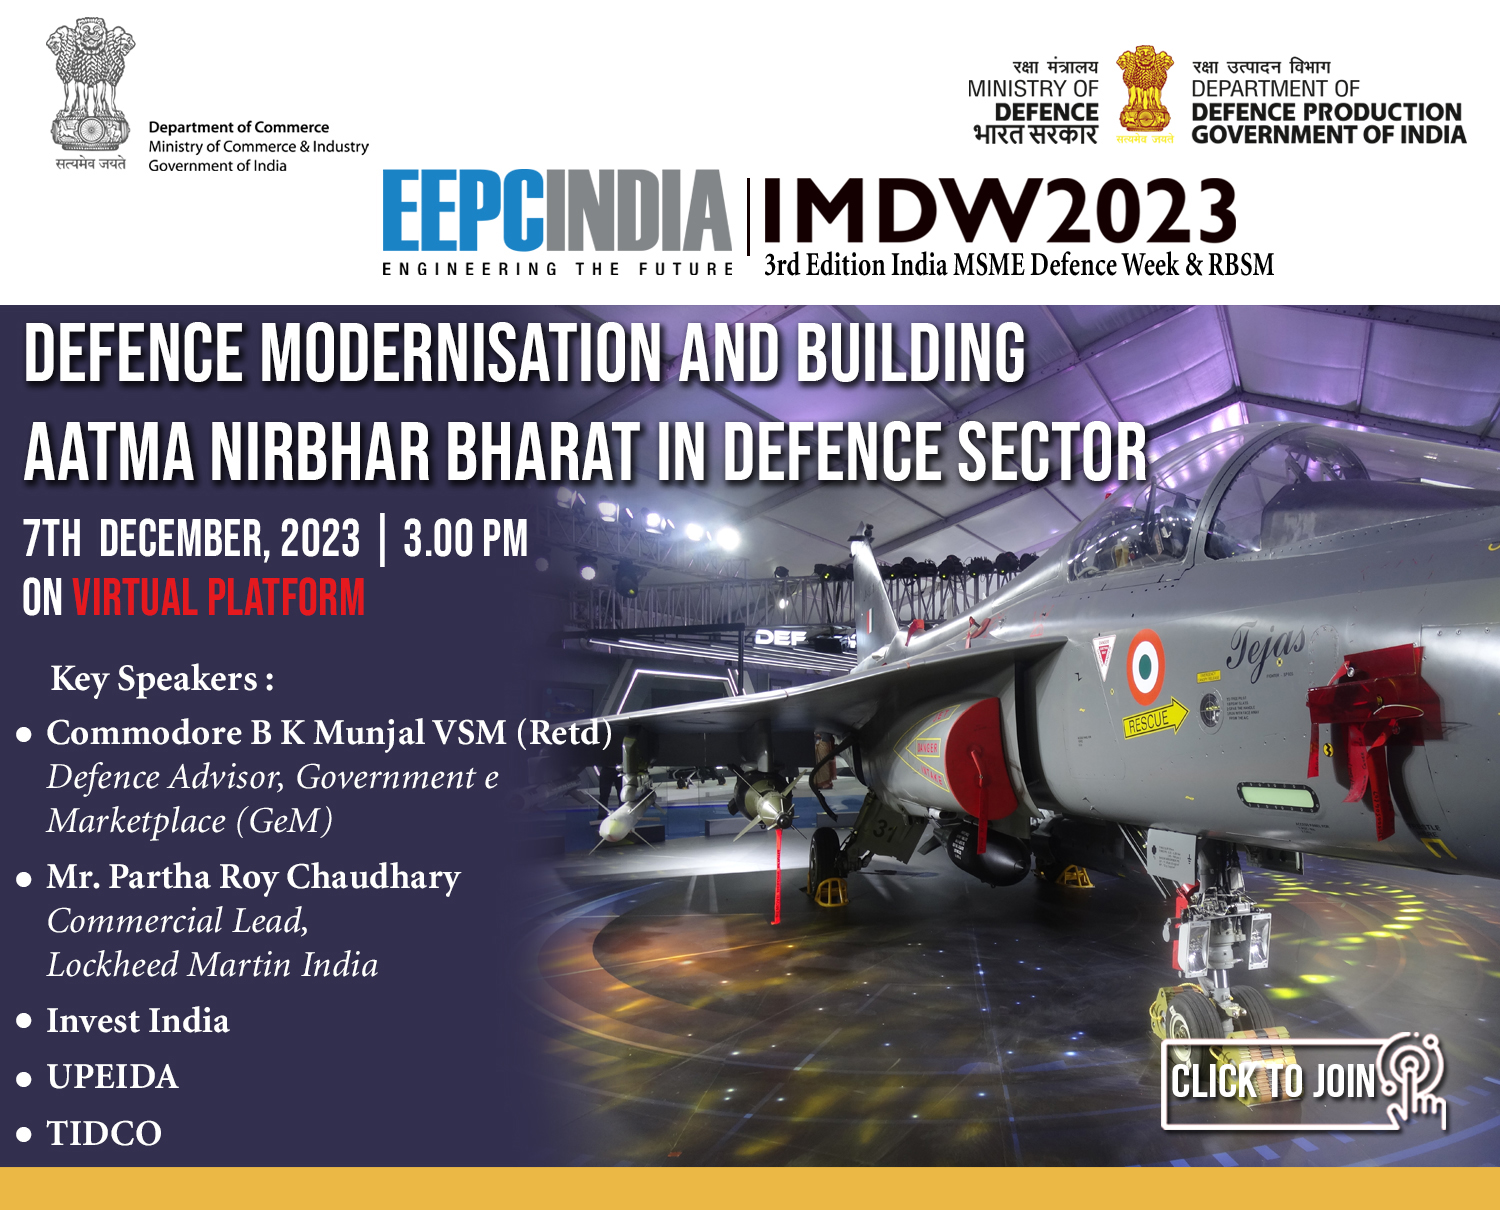 सत्यमेव जयते
Department of Commerce
Ministry of Commerce & Industry
Government of India
रक्षा मंत्रालय
MINISTRY OF
DEFENCE
भारत सरकार
सत्यमेव जयते
रक्षा उत्पादन विभाग
DEPARTMENT OF
DEFENCE PRODUCTION
GOVERNMENT OF INDIA
EEPCINDIA
ENGINEERING THE FUTURE
IMDW2023
3rd Edition India MSME Defence Week & RBSM
DEFENCE MODERNISATION AND BUILDING
AATMA NIRBHAR BHARAT IN DEFENCE SECTOR
7TH DECEMBER, 2023 | 3.00 PM
ON VIRTUAL PLATFORM
Key Speakers :
Commodore B K Munjal VSM (Retd)
Defence Advisor, Government e
Marketplace (GeM)
Mr. Partha Roy Chaudhary
Commercial Lead,
Lockheed Martin India
Invest India
UPEIDA
TIDCO
DEF
Tejas
RESCUE
DANGER
31
CLICK TO JOIN